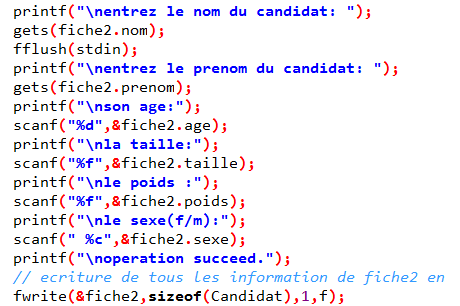 printf("\nentrez le nom du candidat: ");
gets(fiche2.nom);
fflush(stdin);
printf("\nentrez le prenom du candidat: ");
gets(fiche2.prenom);
printf("\nson age:");
scanf("%d",&fiche2.age);
printf("\nla taille:");
scanf("%f",&fiche2.taille);
printf("\nle poids :");
scanf("%f",&fiche2.poids);
printf("\nle sexe(f/m):");
scanf(" %c",&fiche2.sexe);
printf("\noperation succeed.");
// ecriture de tous les information de fiche2 en
fwrite(&fiche2,sizeof(Candidat),1,f);